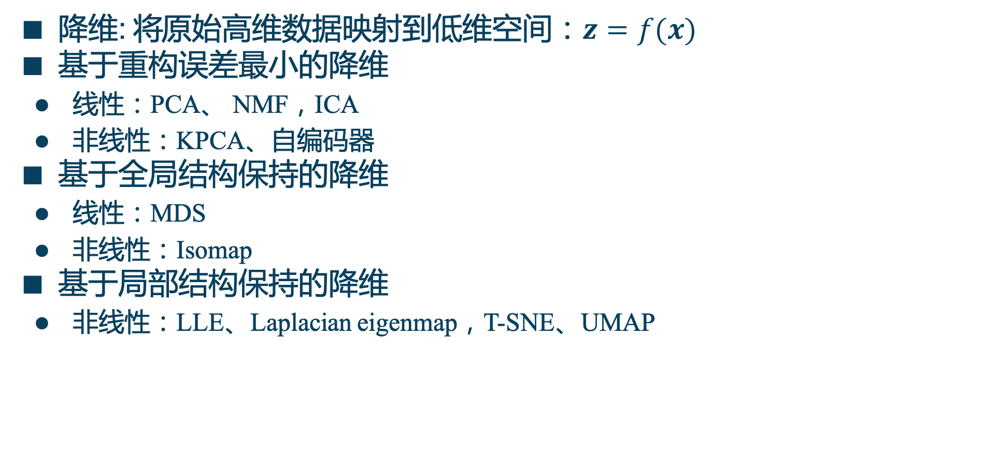 ■ 降维: 将原始高维数据映射到低维空间：z = f(x)
■ 基于重构误差最小的降维
● 线性：PCA、 NMF，ICA
● 非线性：KPCA、自编码器
■ 基于全局结构保持的降维
● 线性：MDS
● 非线性：Isomap
■ 基于局部结构保持的降维
● 非线性：LLE、Laplacian eigenmap，T-SNE、UMAP